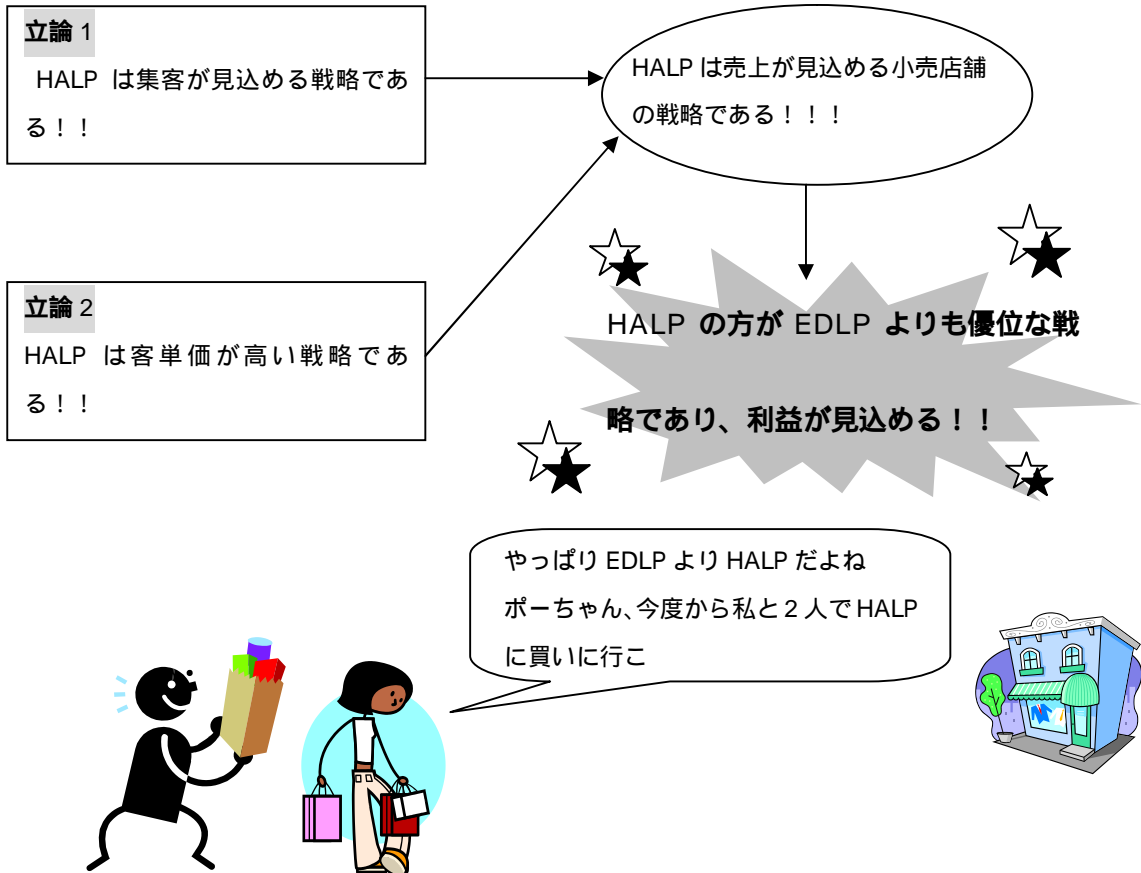 立論 1
HALP は集客が見込める戦略であ
る！！
HALP は売上が見込める小売店舗
の戦略である！！！
立論 2
HALP は客単価が高い戦略であ
る！！
HALP の方が EDLP よりも優位な戦
略であり、利益が見込める！！
やっぱり EDLP より HALP だよね
ポーちゃん、今度から私と2人で HALP
に買いに行こ